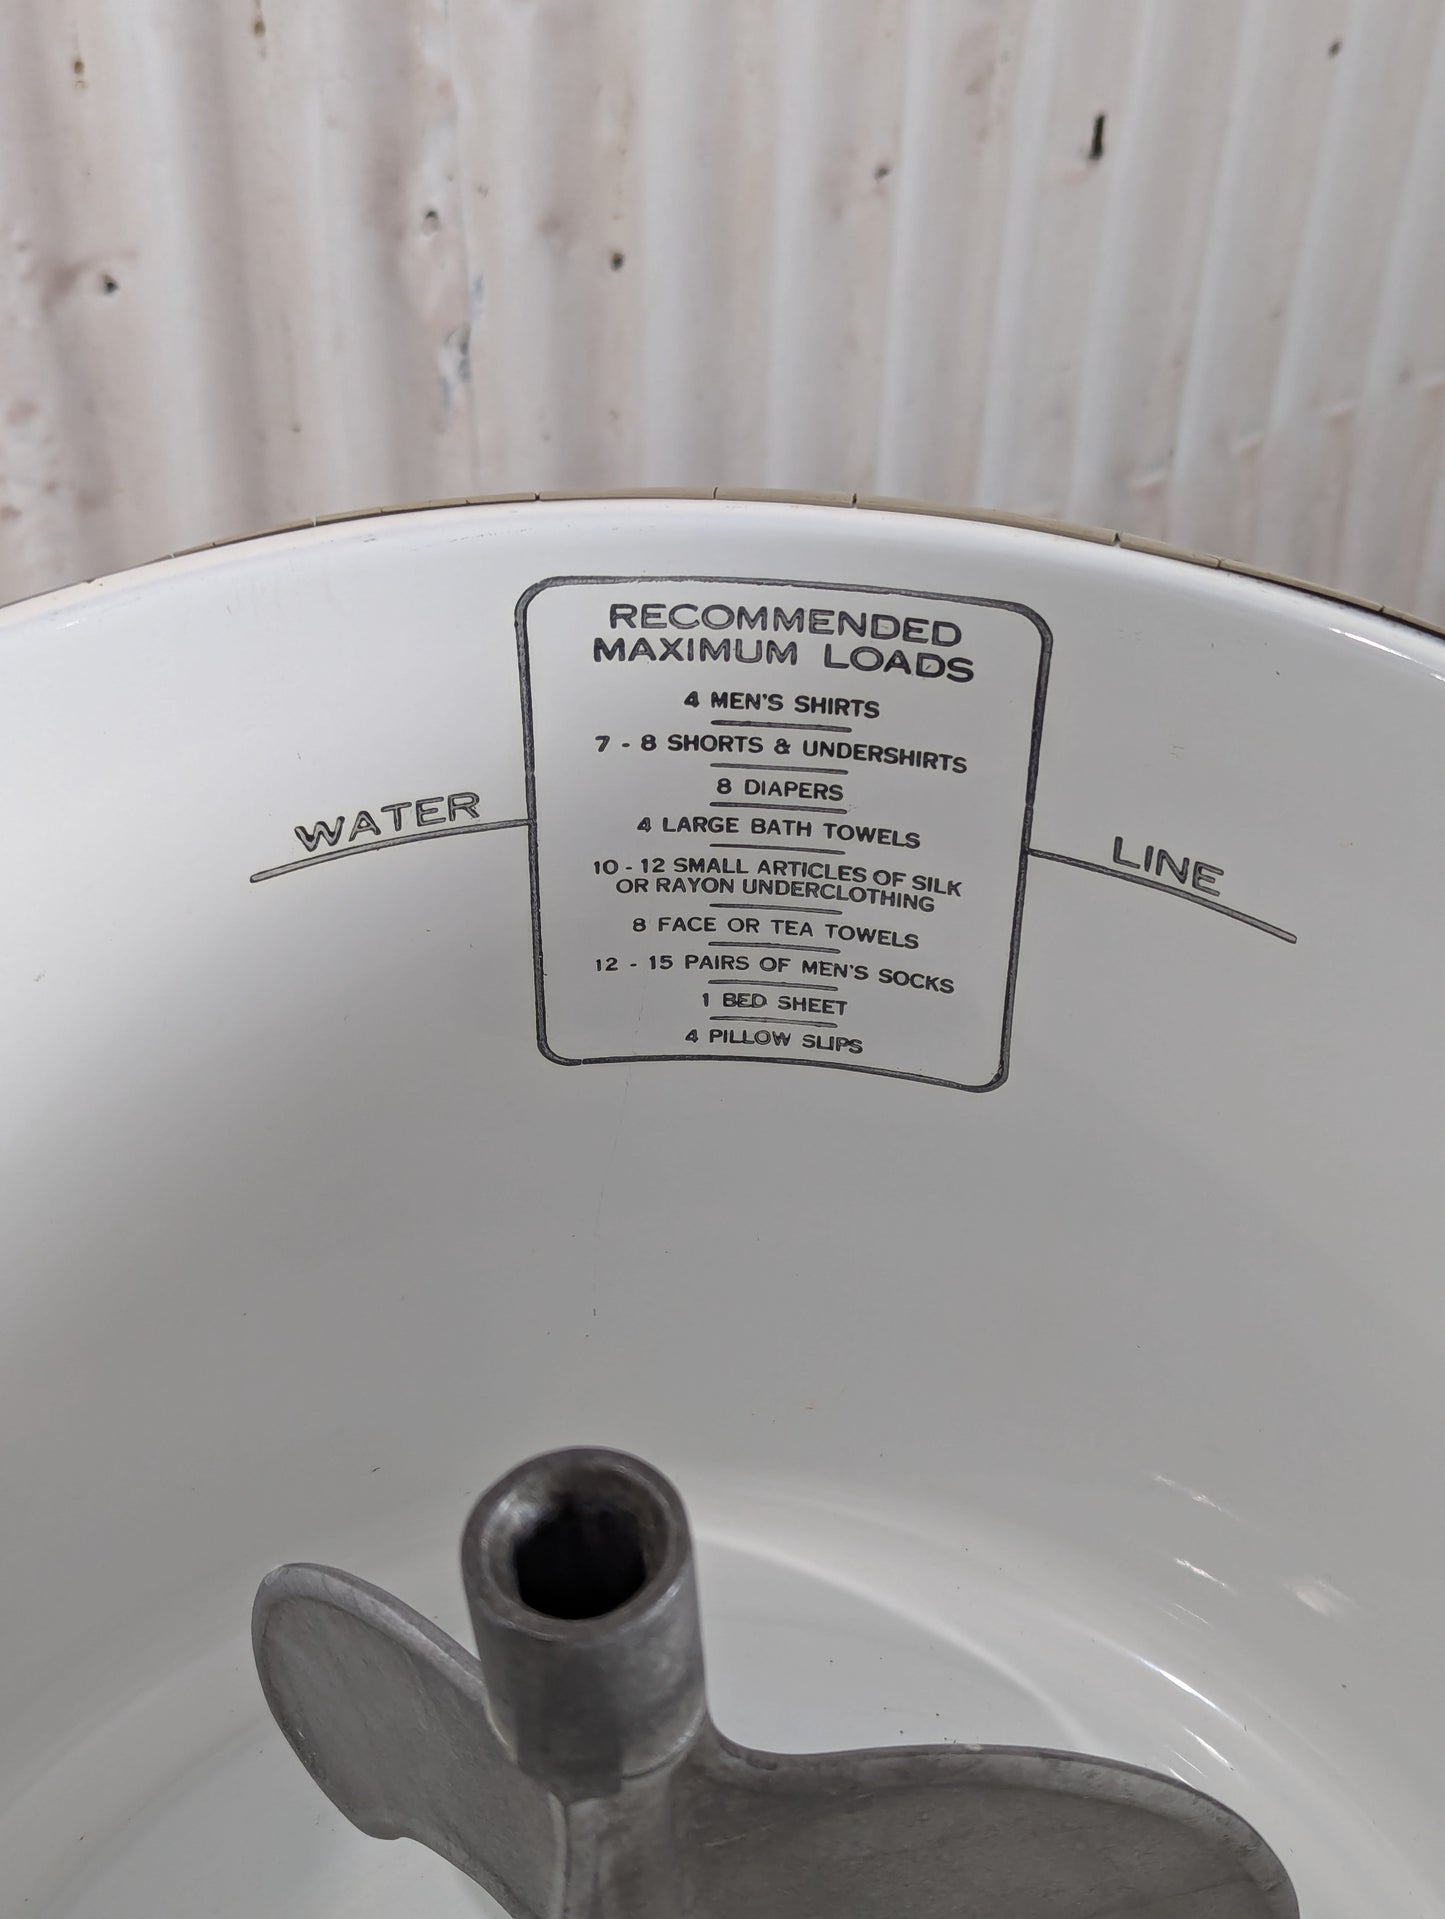 RECOMMENDED
MAXIMUM LOADS
4 MEN'S SHIRTS
7 - 8 SHORTS & UNDERSHIRTS
8 DIAPERS
4 LARGE BATH TOWELS
10 - 12 SMALL ARTICLES OF SILK
OR RAYON UNDERCLOTHING
8 FACE OR TEA TOWELS
12 - 15 PAIRS OF MEN'S SOCKS
1 BED SHEET
4 PILLOW SLIPS
WATER LINE